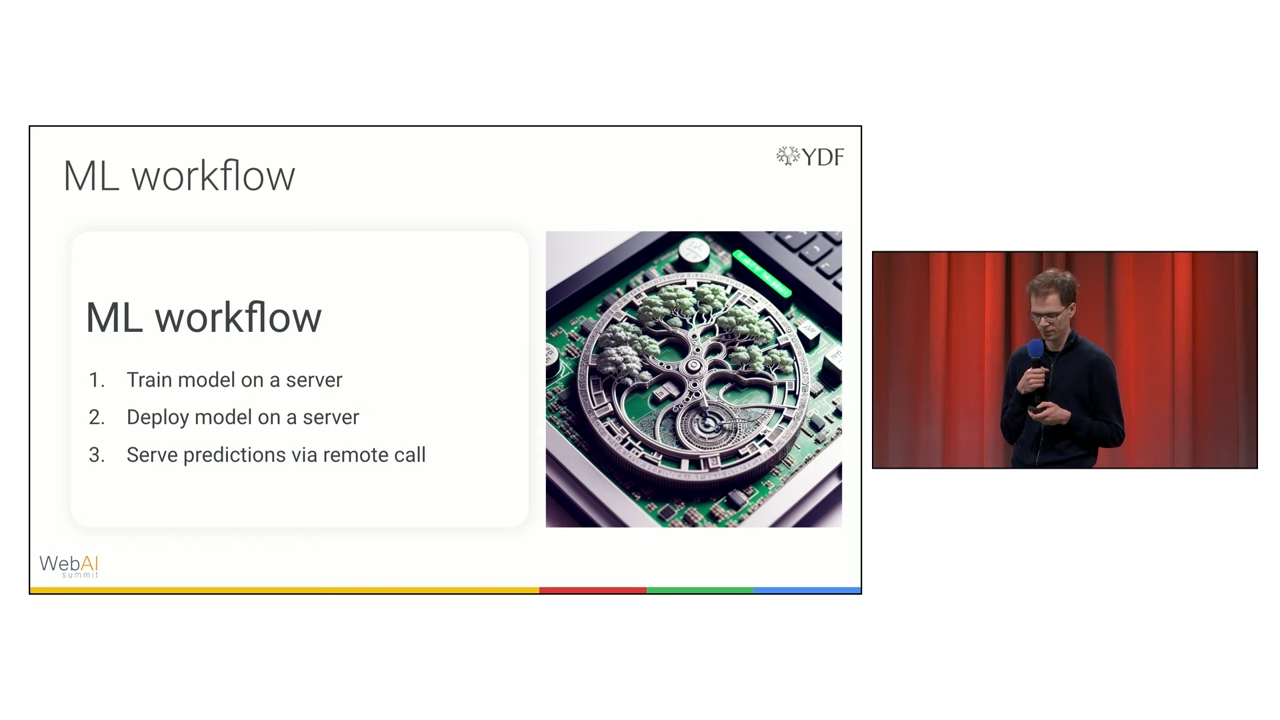 ML workflow
YDF
ML workflow
1. Train model on a server
2. Deploy model on a server
3. Serve predictions via remote call
WebAI
summit